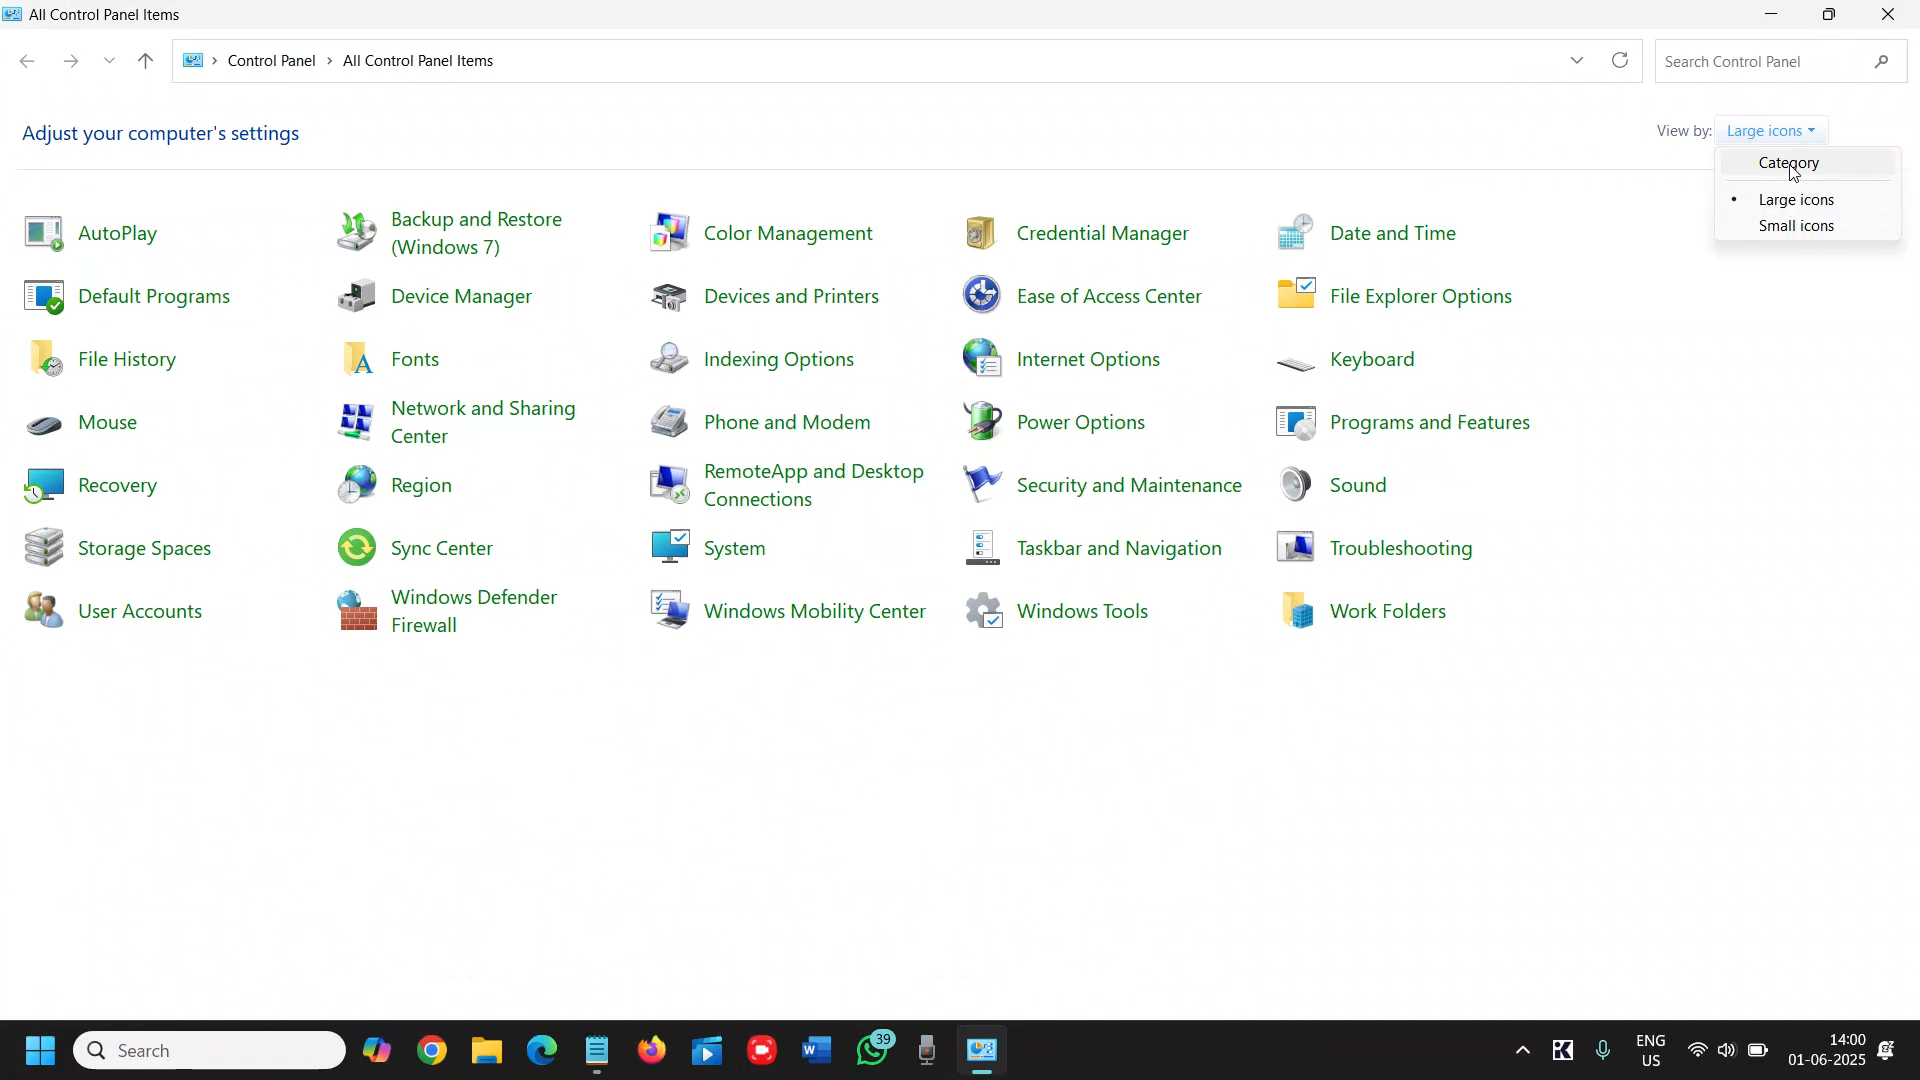 All Control Panel Items
Control Panel > All Control Panel Items
Search Control Panel
Adjust your computer's settings
View by: Large icons
Category
Large icons
Small icons
AutoPlay
Backup and Restore
(Windows 7)
Color Management
Credential Manager
Date and Time
Default Programs
Device Manager
Devices and Printers
Ease of Access Center
File Explorer Options
File History
Fonts
Indexing Options
Internet Options
Keyboard
Mouse
Network and Sharing
Center
Phone and Modem
Power Options
Programs and Features
Recovery
Region
RemoteApp and Desktop
Connections
Security and Maintenance
Sound
Storage Spaces
Sync Center
System
Taskbar and Navigation
Troubleshooting
User Accounts
Windows Defender
Firewall
Windows Mobility Center
Windows Tools
Work Folders
Search
39
ENG
US
14:00
01-06-2025